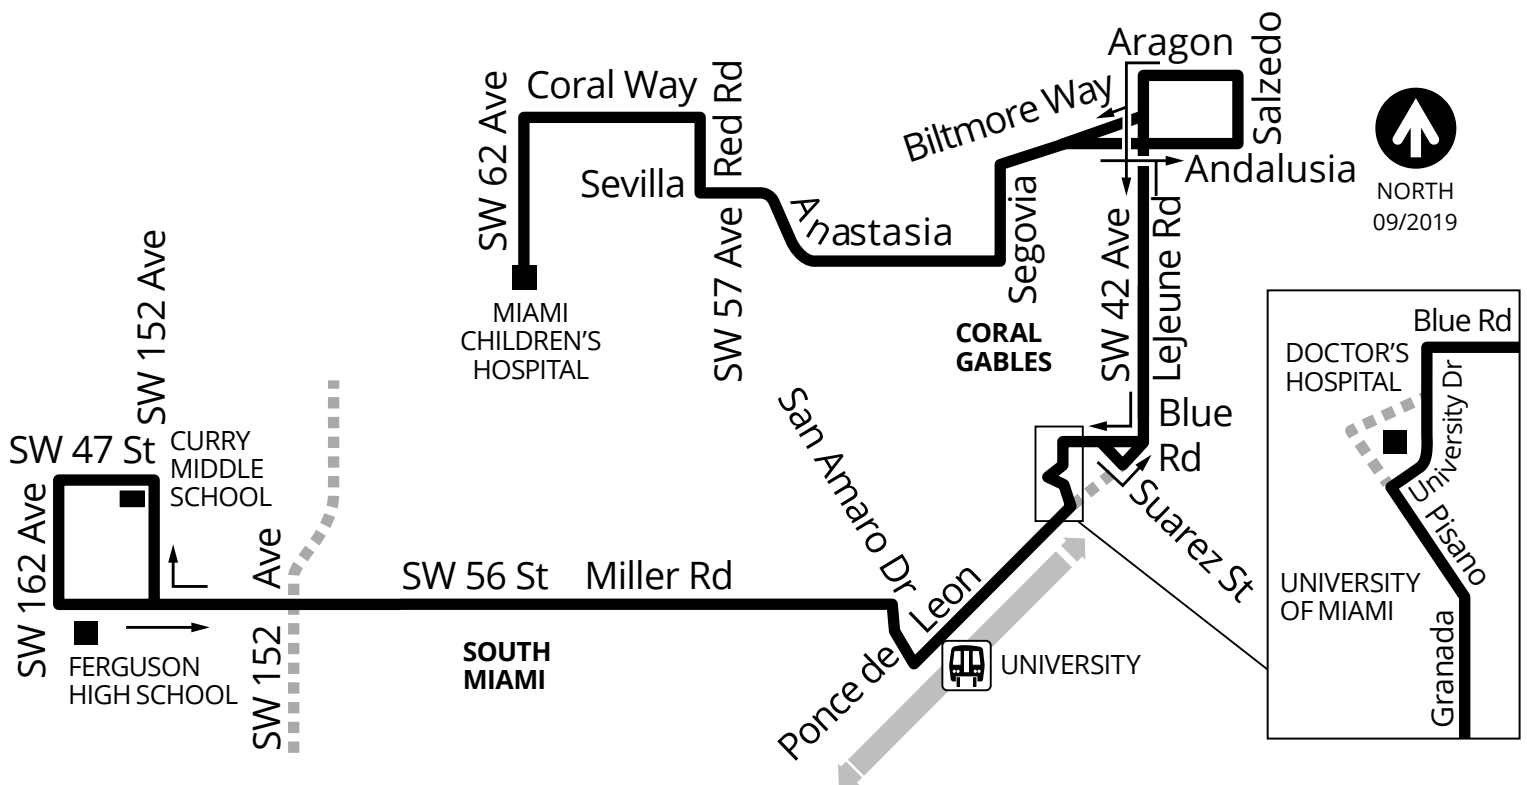 Aragon
Salzedo
Coral Way
Red Rd
SW 62 Ave
Biltmore Way
Andalusia
Sevilla
Anastasia
Segovia
SW 57 Ave
SW 42 Ave
LeJeune Rd
NORTH
09/2019
MIAMI
CHILDREN’S
HOSPITAL
CORAL
GABLES
SW 152 Ave
Blue Rd
DOCTOR’S
HOSPITAL
University Dr
Pisano
UNIVERSITY
OF MIAMI
Granada
San Amaro Dr
Blue
Rd
Suarez St
SW 47 St
CURRY
MIDDLE
SCHOOL
SW 162 Ave
SW 152 Ave
SW 56 St
Miller Rd
Ponce de Leon
UNIVERSITY
SOUTH
MIAMI
FERGUSON
HIGH SCHOOL